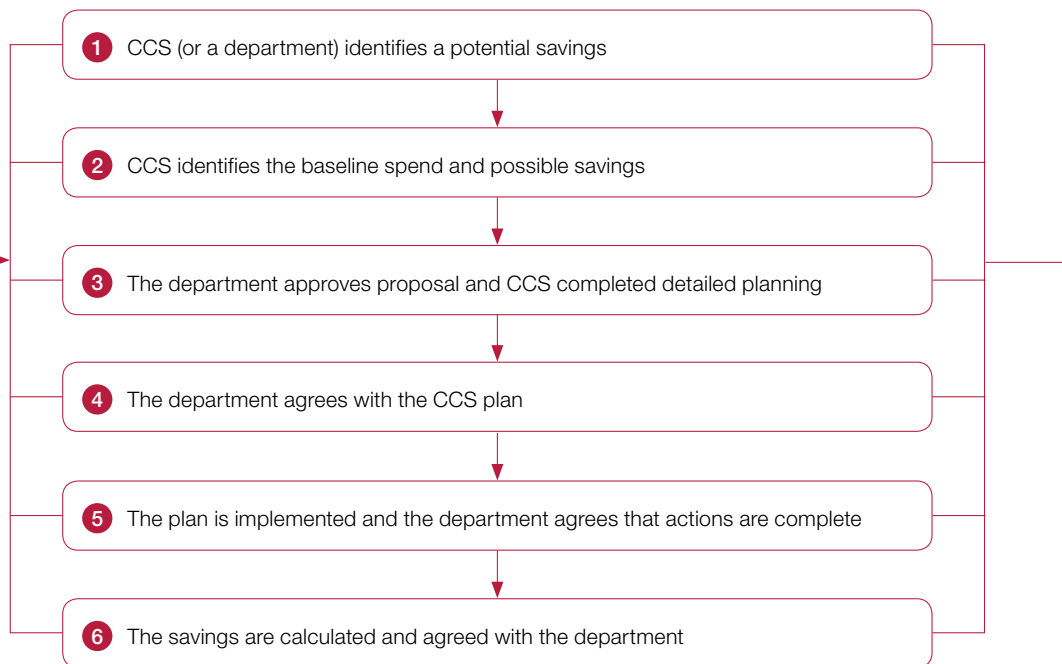 1 CCS (or a department) identifies a potential savings
2 CCS identifies the baseline spend and possible savings
3 The department approves proposal and CCS completed detailed planning
4 The department agrees with the CCS plan
5 The plan is implemented and the department agrees that actions are complete
6 The savings are calculated and agreed with the department